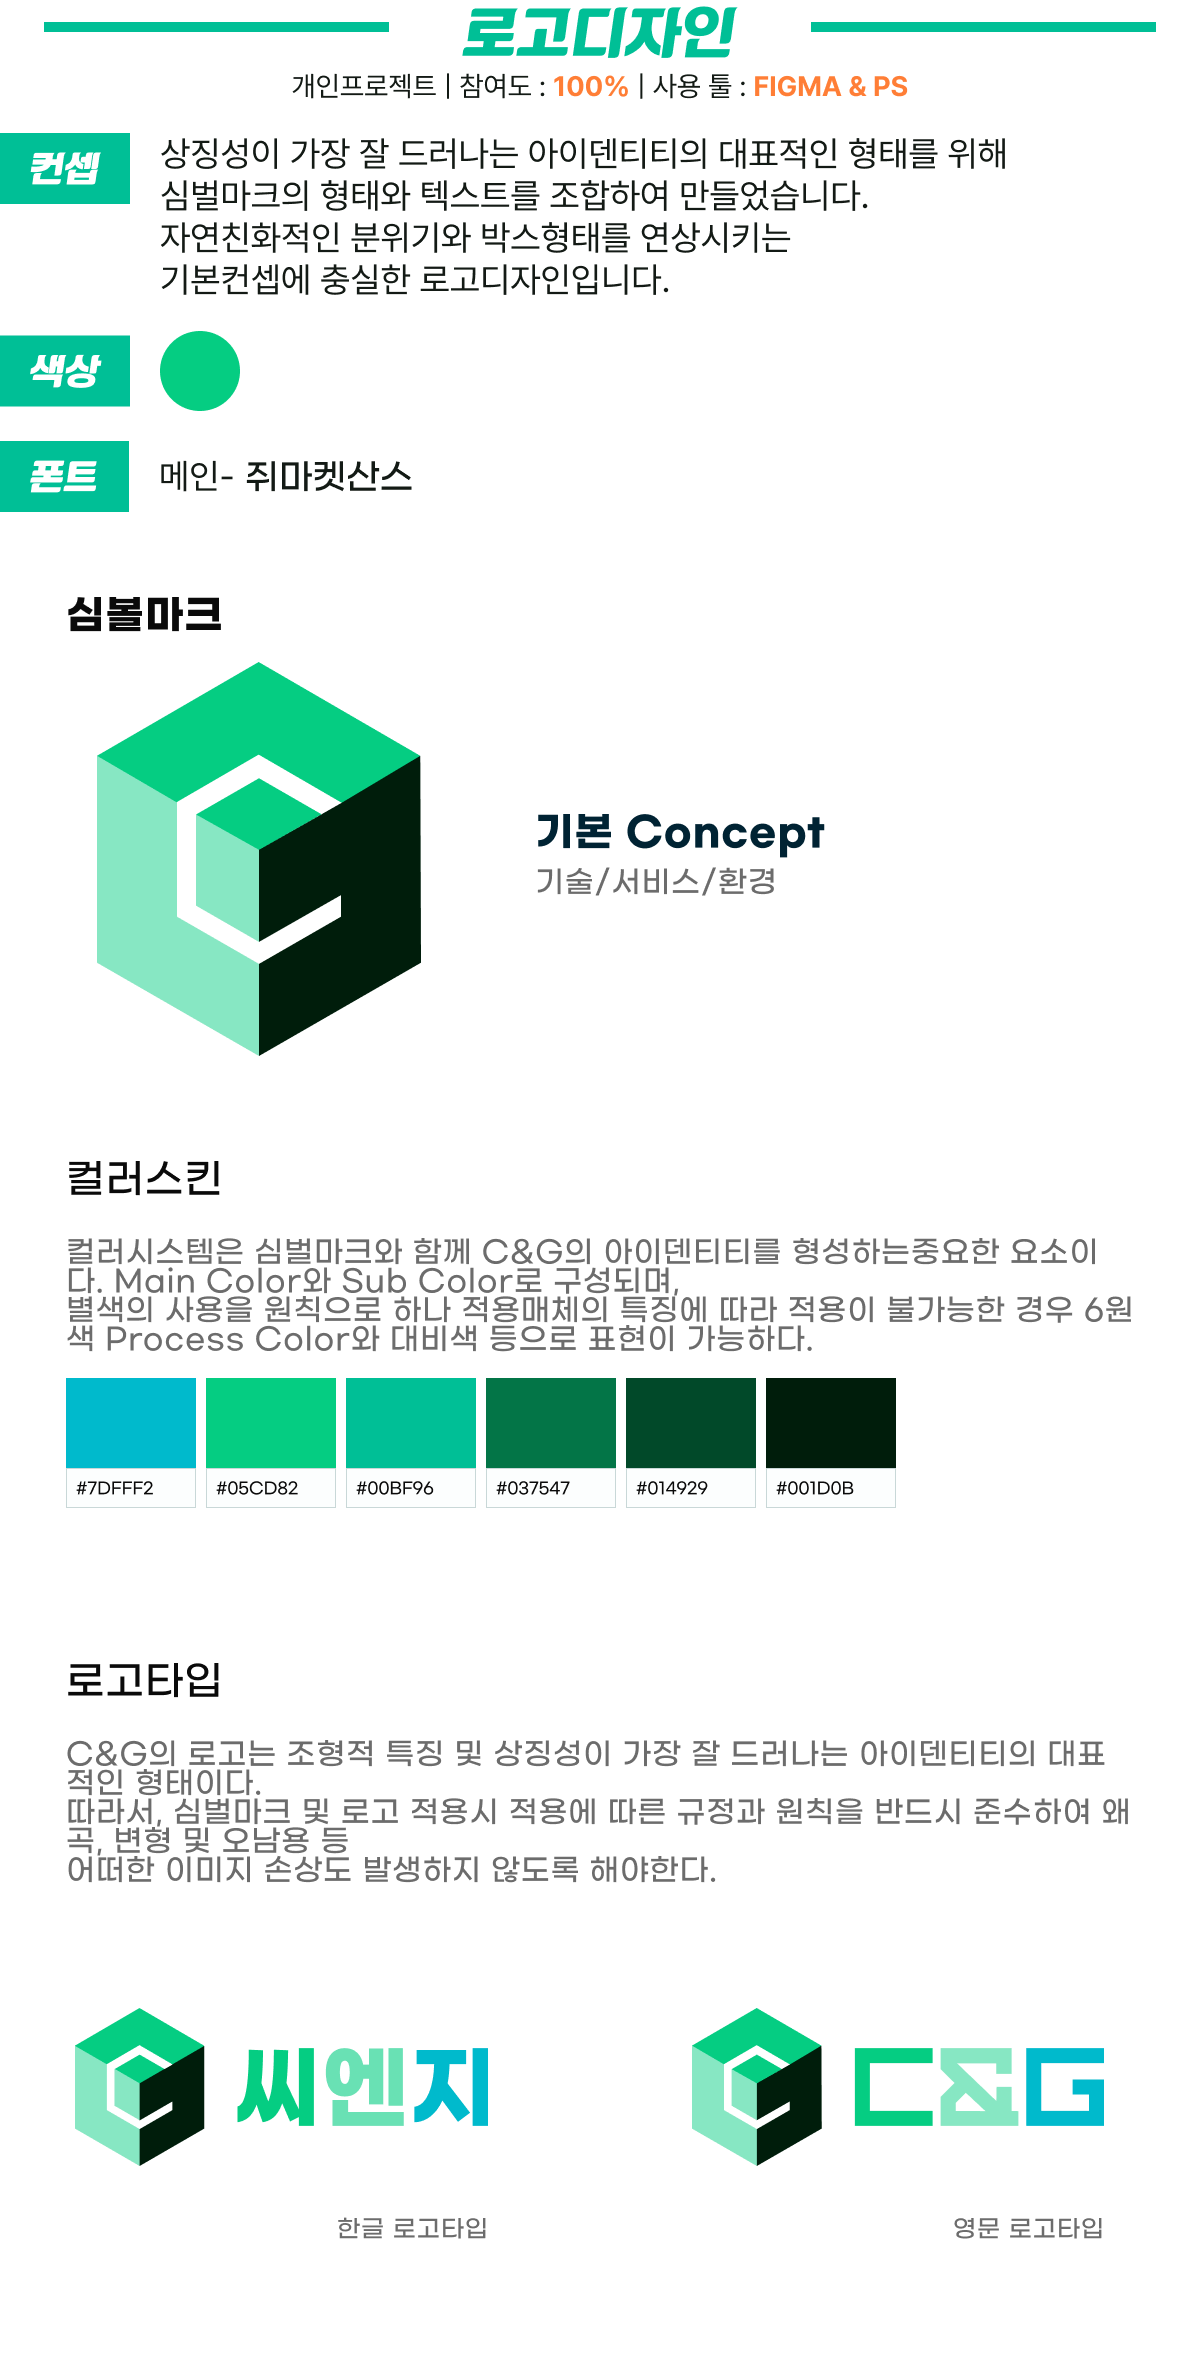 로고디자인
개인프로젝트 | 참여도 : 100% | 사용 툴 : FIGMA & PS
컨셉
상징성이 가장 잘 드러나는 아이덴티티의 대표적인 형태를 위해
심벌마크의 형태와 텍스트를 조합하여 만들었습니다.
자연친화적인 분위기와 박스형태를 연상시키는
기본컨셉에 충실한 로고디자인입니다.
색상
폰트
메인- 쥐마켓산스
심볼마크
기본 Concept
기술/서비스/환경
컬러스킨
컬러시스템은 심벌마크와 함께 C&G의 아이덴티티를 형성하는중요한 요소이
다. Main Color와 Sub Color로 구성되며,
별색의 사용을 원칙으로 하나 적용매체의 특징에 따라 적용이 불가능한 경우 6원
색 Process Color와 대비색 등으로 표현이 가능하다.
#7DFFF2
#05CD82
#00BF96
#037547
#014929
#001D0B
로고타입
C&G의 로고는 조형적 특징 및 상징성이 가장 잘 드러나는 아이덴티티의 대표
적인 형태이다.
따라서, 심벌마크 및 로고 적용시 적용에 따른 규정과 원칙을 반드시 준수하여 왜
곡, 변형 및 오남용 등
어떠한 이미지 손상도 발생하지 않도록 해야한다.
씨엔지
C&G
한글 로고타입
영문 로고타입